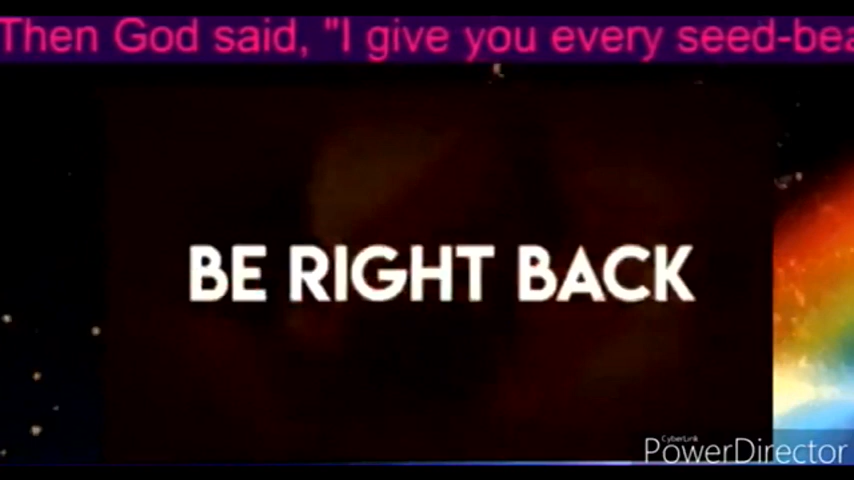 Then God said, "I give you every seed-bea
BE RIGHT BACK
CyberLink
PowerDirector